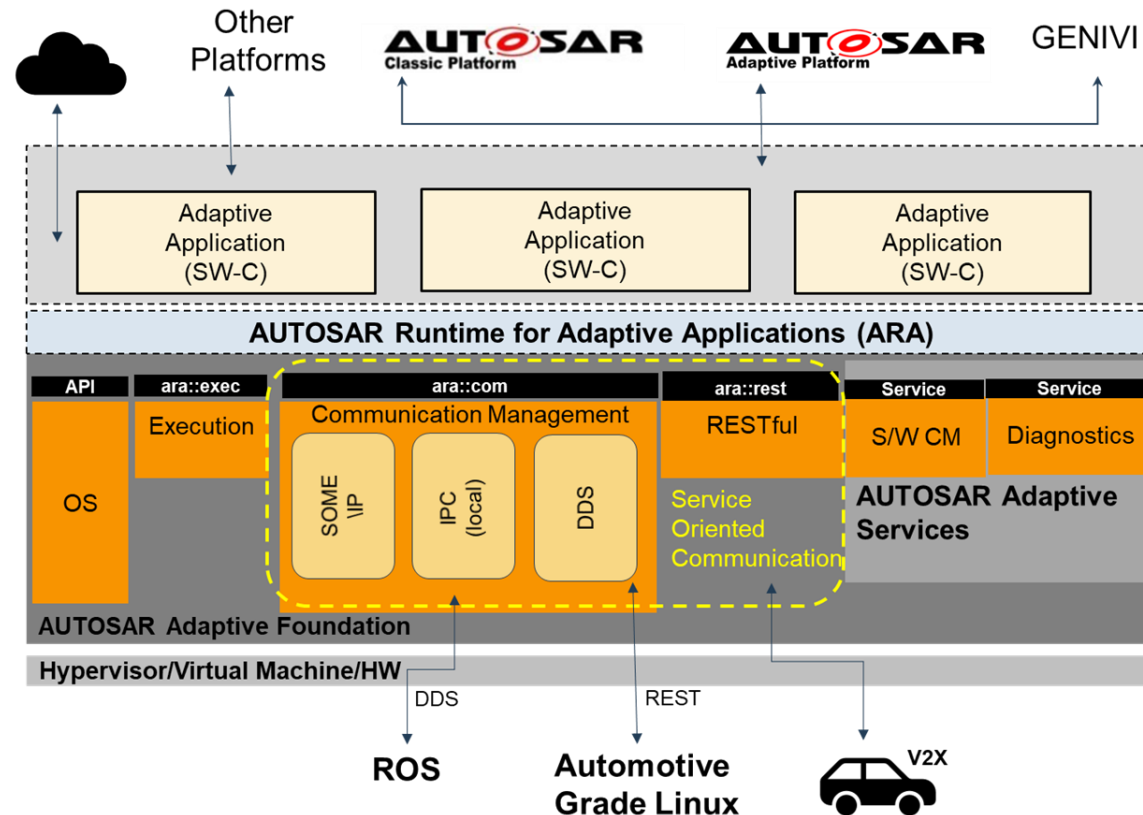 Other
Platforms
AUTOSAR
Classic Platform
AUTOSAR
Adaptive Platform
GENIVI
Adaptive
Application
(SW-C)
Adaptive
Application
(SW-C)
Adaptive
Application
(SW-C)
AUTOSAR Runtime for Adaptive Applications (ARA)
API
ara::exec
ara::com
ara::rest
Service
Service
OS
Execution
Communication Management
SOME
\IP
IPC
(local)
DDS
RESTful
S/W CM
Diagnostics
Service
Oriented
Communication
AUTOSAR Adaptive
Services
AUTOSAR Adaptive Foundation
Hypervisor/Virtual Machine/HW
DDS
REST
ROS
Automotive
Grade Linux
V2X